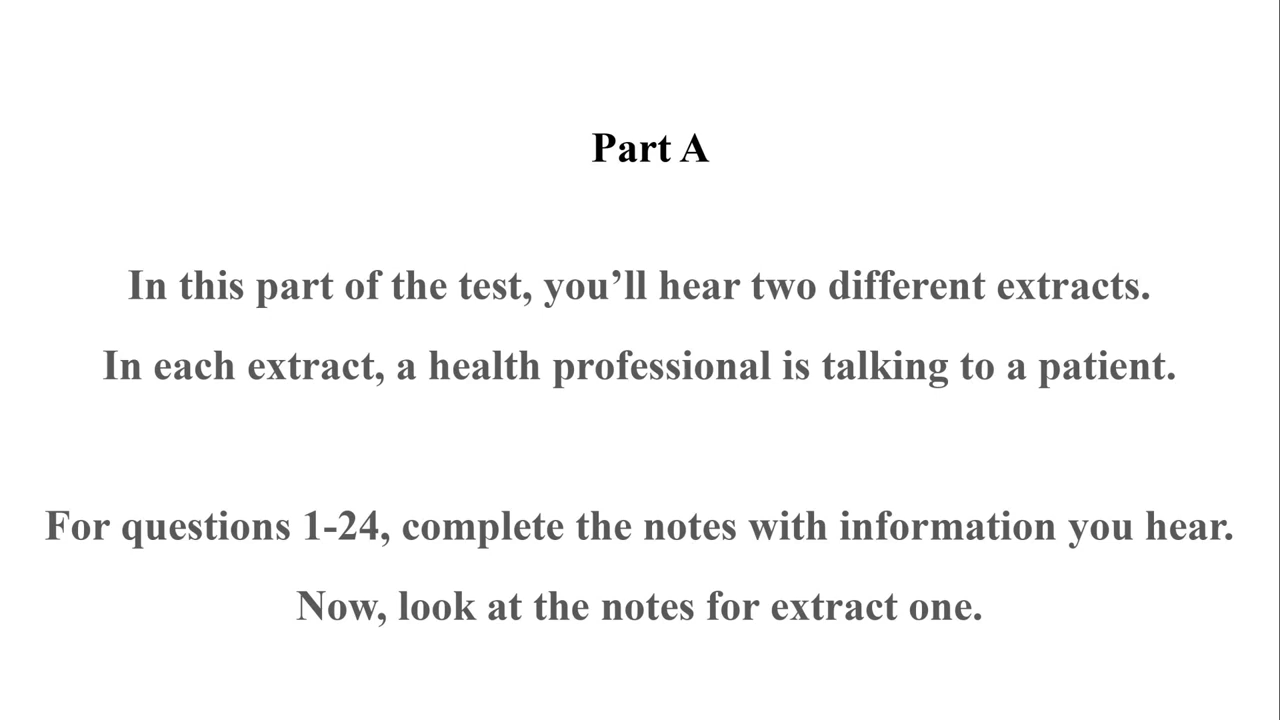 Part A
In this part of the test, you’ll hear two different extracts.
In each extract, a health professional is talking to a patient.
For questions 1-24, complete the notes with information you hear.
Now, look at the notes for extract one.